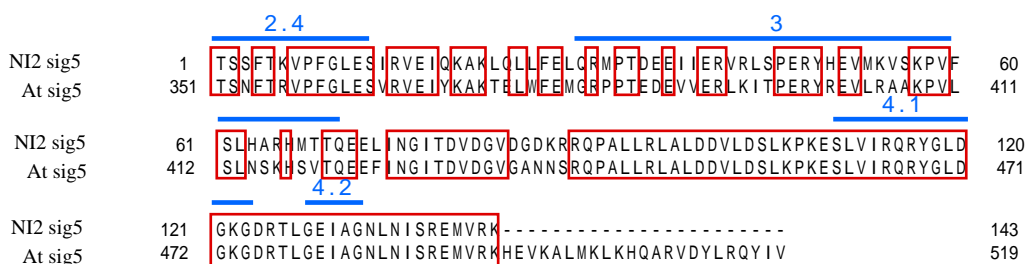 2.4 3
NI2 sig5 1 TSSFTKVPFGLESIRVEIQKAKLQLLFELQRMPTDEEIIERVRLSPERYHEVMKVSKPVF 60
At sig5 351 TSNFTRVPFGLESVRVEIYKAKTELWFEMGRPPTEDEVVERLKITPERYREVLRAAKPVL 411
4.1
NI2 sig5 61 SLHARHMTTQEELINGITDVDGVDGDKRRQPALLRLALDDVLDSLKPKESLVIRQRYGLD 120
At sig5 412 SLNSKHSVTQEEFINGITDVDGVGANNSRQPALLRLALDDVLDSLKPKESLVIRQRYGLD 471
4.2
NI2 sig5 121 GKGDRTLGEIAGNLNISREMVRK----------------------- 143
At sig5 472 GKGDRTLGEIAGNLNISREMVRKHEVKALMKLKHQARVDYLRQYIV 519